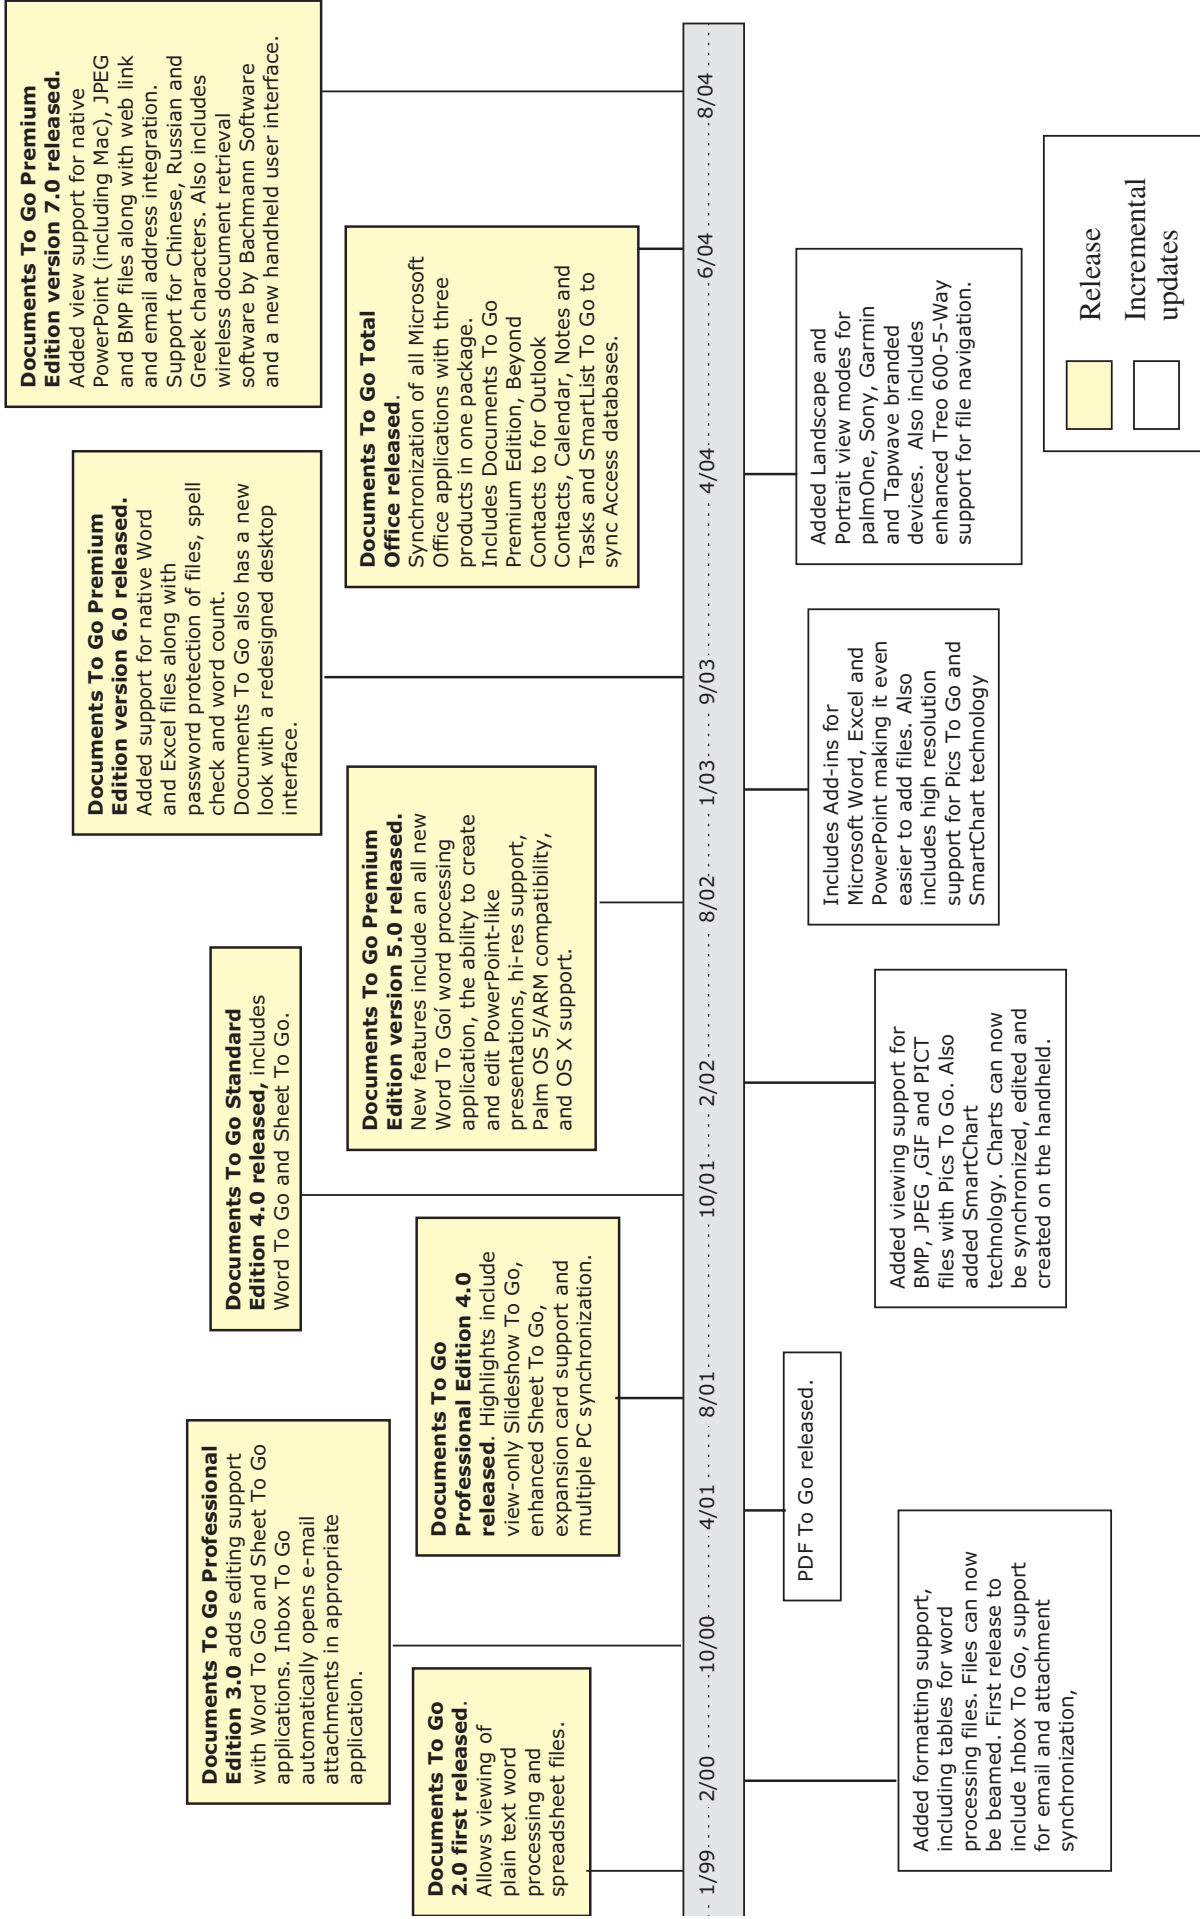 Documents To Go
2.0 first released.
Allows viewing of
plain text word
processing and
spreadsheet files.
Documents To Go Professional
Edition 3.0 adds editing support
with Word To Go and Sheet To Go
applications. Inbox To Go
automatically opens e-mail
attachments in appropriate
application.
Documents To Go
Professional Edition 4.0
released. Highlights include
view-only Slideshow To Go,
enhanced Sheet To Go,
expansion card support and
multiple PC synchronization.
Documents To Go Standard
Edition 4.0 released, includes
Word To Go and Sheet To Go.
Documents To Go Premium
Edition version 5.0 released.
New features include an all new
Word To Goí word processing
application, the ability to create
and edit PowerPoint-like
presentations, hi-res support,
Palm OS 5/ARM compatibility,
and OS X support.
Documents To Go Premium
Edition version 6.0 released.
Added support for native Word
and Excel files along with
password protection of files, spell
check and word count.
Documents To Go also has a new
look with a redesigned desktop
interface.
Documents To Go Total
Office released.
Synchronization of all Microsoft
Office applications with three
products in one package.
Includes Documents To Go
Premium Edition, Beyond
Contacts to for Outlook
Contacts, Calendar, Notes and
Tasks and SmartList To Go to
sync Access databases.
Documents To Go Premium
Edition version 7.0 released.
Added view support for native
PowerPoint (including Mac), JPEG
and BMP files along with web link
and email address integration.
Support for Chinese, Russian and
Greek characters. Also includes
wireless document retrieval
software by Bachmann Software
and a new handheld user interface.
1/99 2/00 10/00 4/01 8/01 10/01 2/02 8/02 1/03 9/03 4/04 6/04 8/04
Added formatting support,
including tables for word
processing files. Files can now
be beamed. First release to
include Inbox To Go, support
for email and attachment
synchronization,
PDF To Go released.
Added viewing support for
BMP, JPEG ,GIF and PICT
files with Pics To Go. Also
added SmartChart
technology. Charts can now
be synchronized, edited and
created on the handheld.
Includes Add-ins for
Microsoft Word, Excel and
PowerPoint making it even
easier to add files. Also
includes high resolution
support for Pics To Go and
SmartChart technology
Added Landscape and
Portrait view modes for
palmOne, Sony, Garmin
and Tapwave branded
devices. Also includes
enhanced Treo 600-5-Way
support for file navigation.
Release
Incremental
updates